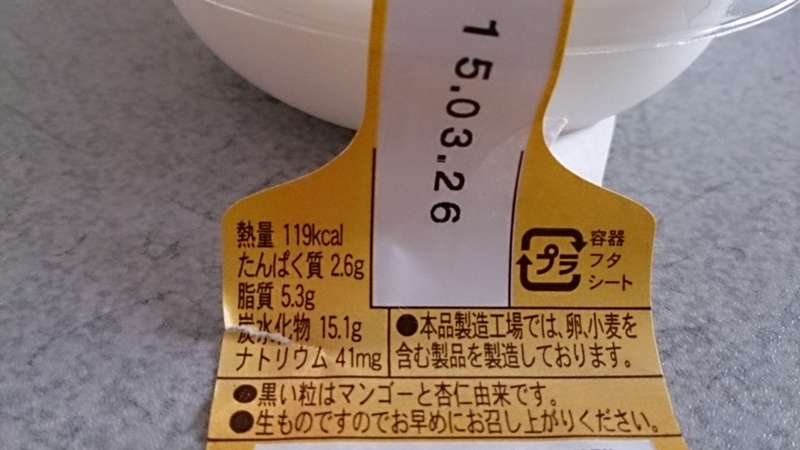 15.03.26
熱量 119kcal
たんぱく質 2.6g
脂質 5.3g
炭水化物 15.1g
ナトリウム 41mg
プラ
容器
フタ
シート
●本品製造工場では、卵、小麦を
含む製品を製造しております。
●黒い粒はマンゴーと杏仁由来です。
●生ものですのでお早めにお召し上がりください。